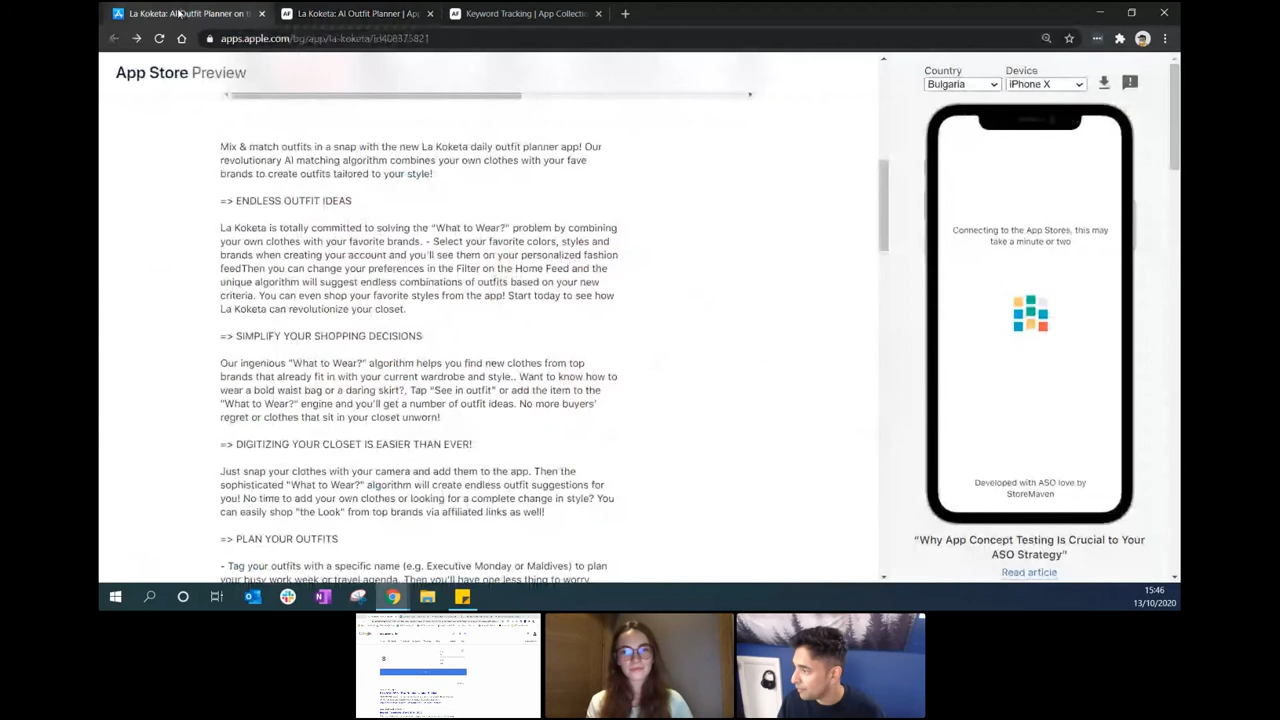 La Koketa: AI Outfit Planner on t
La Koketa: AI Outfit Planner | Ap
Keyword Tracking | App Collectio
apps.apple.com/bg/app/la-koketa/id408375821
App Store Preview
Mix & match outfits in a snap with the new La Koketa daily outfit planner app! Our
revolutionary AI matching algorithm combines your own clothes with your fave
brands to create outfits tailored to your style!
=> ENDLESS OUTFIT IDEAS
La Koketa is totally committed to solving the "What to Wear?" problem by combining
your own clothes with your favorite brands. - Select your favorite colors, styles and
brands when creating your account and you'll see them on your personalized fashion
feedThen you can change your preferences in the Filter on the Home Feed and the
unique algorithm will suggest endless combinations of outfits based on your new
criteria. You can even shop your favorite styles from the app! Start today to see how
La Koketa can revolutionize your closet.
=> SIMPLIFY YOUR SHOPPING DECISIONS
Our ingenious "What to Wear?" algorithm helps you find new clothes from top
brands that already fit in with your current wardrobe and style.. Want to know how to
wear a bold waist bag or a daring skirt?, Tap "See in outfit" or add the item to the
"What to Wear?" engine and you'll get a number of outfit ideas. No more buyers'
regret or clothes that sit in your closet unworn!
=> DIGITIZING YOUR CLOSET IS EASIER THAN EVER!
Just snap your clothes with your camera and add them to the app. Then the
sophisticated "What to Wear?" algorithm will create endless outfit suggestions for
you! No time to add your own clothes or looking for a complete change in style? You
can easily shop "the Look" from top brands via affiliated links as well!
=> PLAN YOUR OUTFITS
- Tag your outfits with a specific name (e.g. Executive Monday or Maldives) to plan
your busy work week or travel agenda. Then you'll have one less thing to worry
Country
Device
Bulgaria
iPhone X
Connecting to the App Stores, this may
take a minute or two
Developed with ASO love by
StoreMaven
"Why App Concept Testing Is Crucial to Your
ASO Strategy"
Read article
15:46
13/10/2020